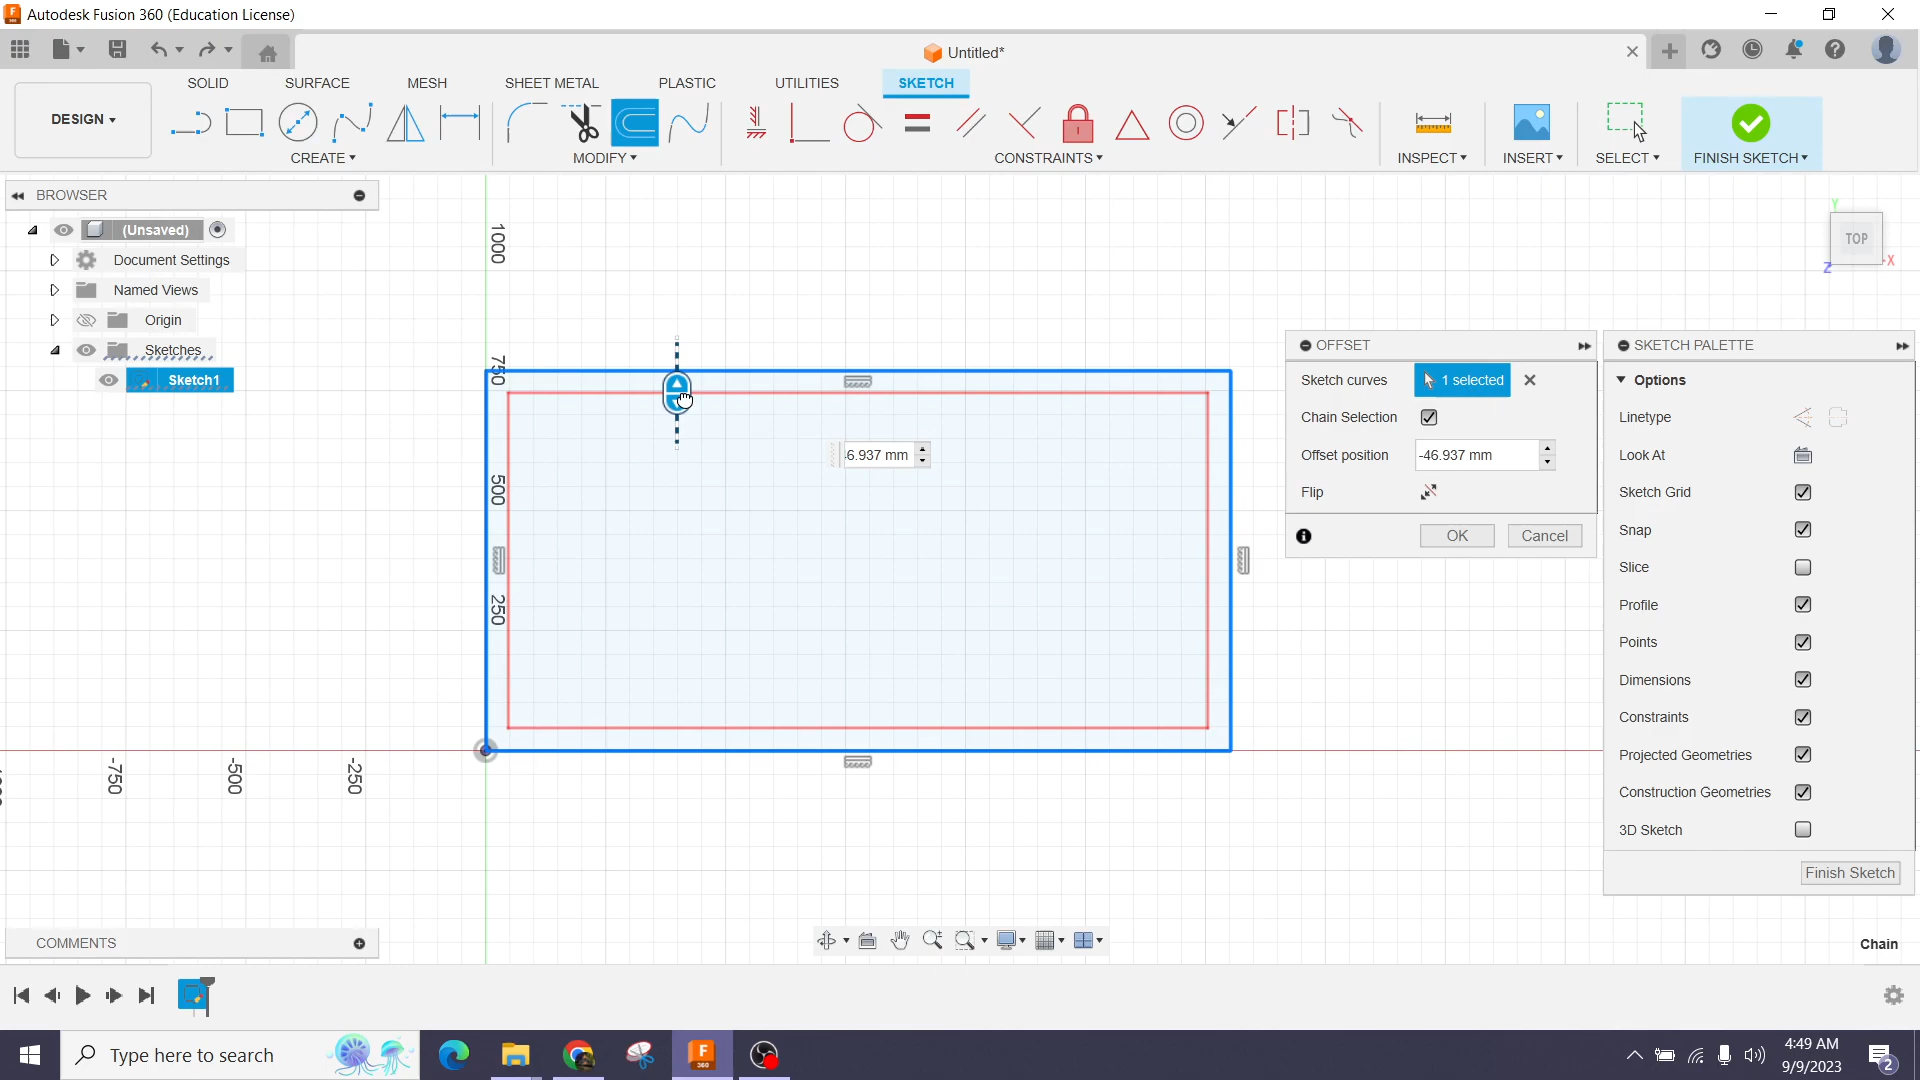 Autodesk Fusion 360 (Education License)
Untitled*
SOLID SURFACE MESH SHEET METAL PLASTIC UTILITIES SKETCH
DESIGN
CREATE MODIFY CONSTRAINTS INSPECT INSERT SELECT FINISH SKETCH
BROWSER
(Unsaved)
Document Settings
Named Views
Origin
Sketches
Sketch1
1000
750
500
250
-750
-500
-250
Y
TOP
X
Z
OFFSET
Sketch curves 1 selected
Chain Selection
Offset position -46.937 mm
Flip
OK Cancel
6.937 mm
SKETCH PALETTE
Options
Linetype
Look At
Sketch Grid
Snap
Slice
Profile
Points
Dimensions
Constraints
Projected Geometries
Construction Geometries
3D Sketch
Finish Sketch
COMMENTS
Chain
Type here to search
F
360
4:49 AM
9/9/2023
2